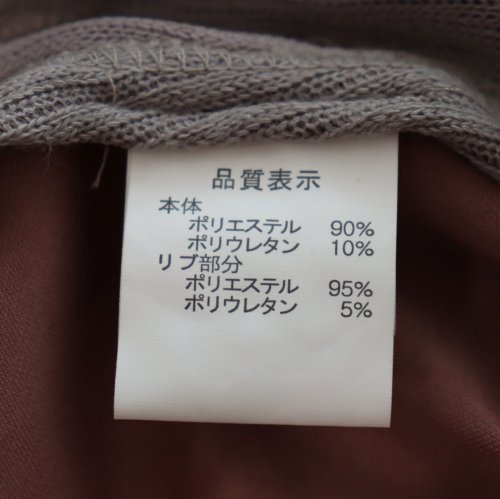 品質表示
本体
ポリエステル 90%
ポリウレタン 10%
リブ部分
ポリエステル 95%
ポリウレタン 5%